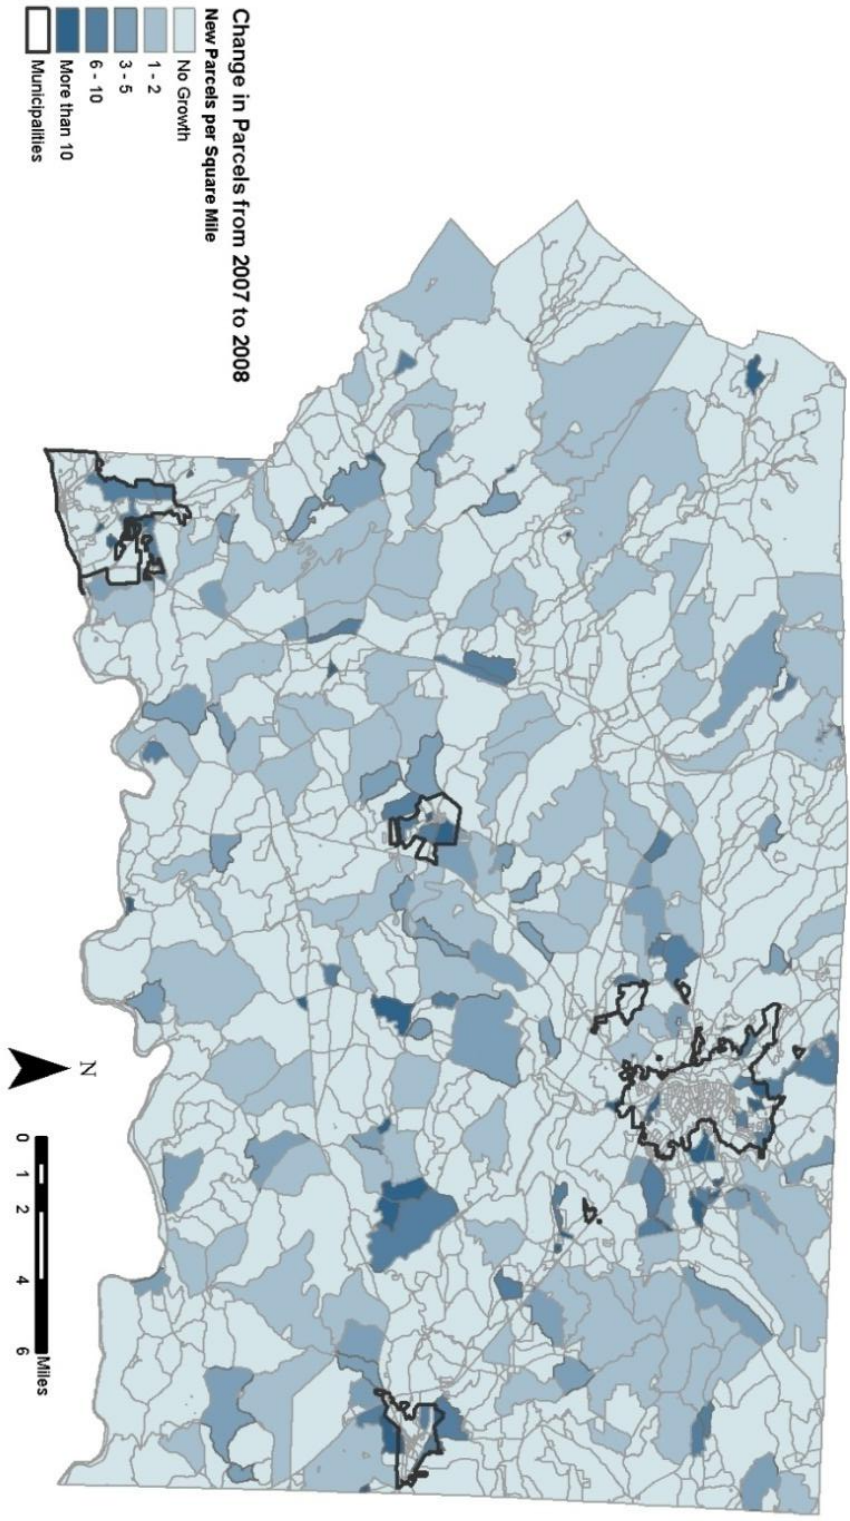 Change in Parcels from 2007 to 2008
New Parcels per Square Mile
No Growth
1 - 2
3 - 5
6 - 10
More than 10
Municipalities
N
0 1 2 4 6
Miles